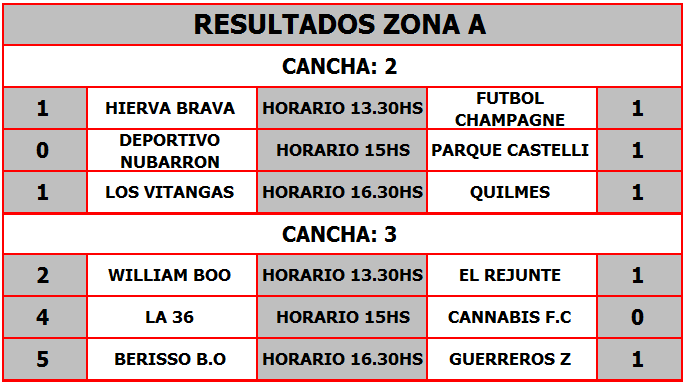 RESULTADOS ZONA A
CANCHA: 2
1 HIERVA BRAVA HORARIO 13.30HS FUTBOL CHAMPAGNE 1
0 DEPORTIVO NUBARRON HORARIO 15HS PARQUE CASTELLI 1
1 LOS VITANGAS HORARIO 16.30HS QUILMES 1
CANCHA: 3
2 WILLIAM BOO HORARIO 13.30HS EL REJUNTE 1
4 LA 36 HORARIO 15HS CANNABIS F.C 0
5 BERISSO B.O HORARIO 16.30HS GUERREROS Z 1